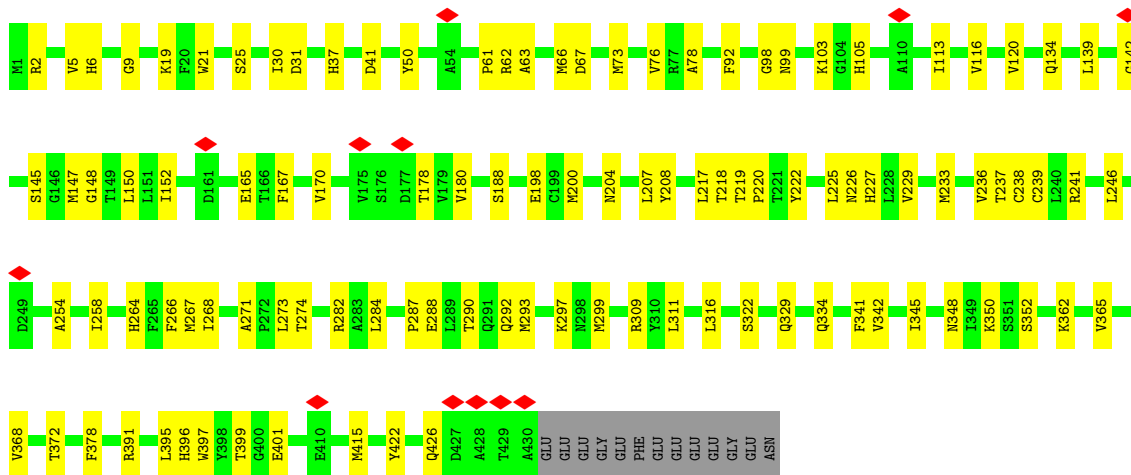 M1 R2 V5 H6 G9 K19 F20 W21 S25 I30 D31 H37 D41 Y50 A54 P61 R62 A63 M66 D67 M73 V76 R77 A78 F92 G98 N99 K103 G104 H105 A110 I113 V116 V120 Q134 L139 G142
S145 G146 M147 G148 T149 L150 L151 I152 D161 E165 T166 F167 V170 V175 S176 D177 T178 V179 V180 S188 E198 C199 M200 N204 L207 Y208 L217 T218 T219 P220 T221 Y222 L225 N226 H227 L228 V229 M233 V236 T237 C238 C239 L240 R241 L246
D249 A254 I258 H264 F265 F266 M267 I268 A271 P272 L273 T274 R282 A283 L284 P287 E288 L289 T290 Q291 Q292 M293 K297 N298 M299 R309 Y310 L311 L316 S322 Q329 Q334 F341 V342 I345 N348 I349 K350 S351 S352 K362 V365
V368 T372 F378 R391 L395 H396 W397 Y398 T399 G400 E401 E410 M415 Y422 Q426 D427 A428 T429 A430 GLU GLU GLU GLY GLU PHE GLU GLU GLU GLU GLY GLU ASN